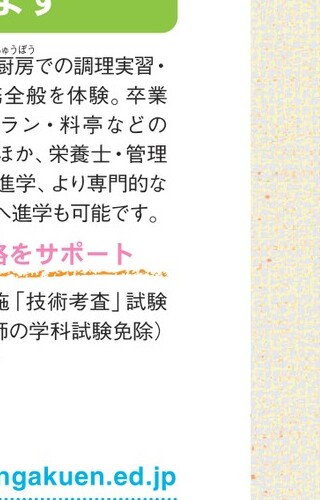 ます
ちゅうぼう
厨房での調理実習・
務全般を体験。卒業
ラン・料亭などの
ほか、栄養士・管理
進学、より専門的な
へ進学も可能です。
格をサポート
施「技術考査」試験
師の学科試験免除）
ngakuen.ed.jp